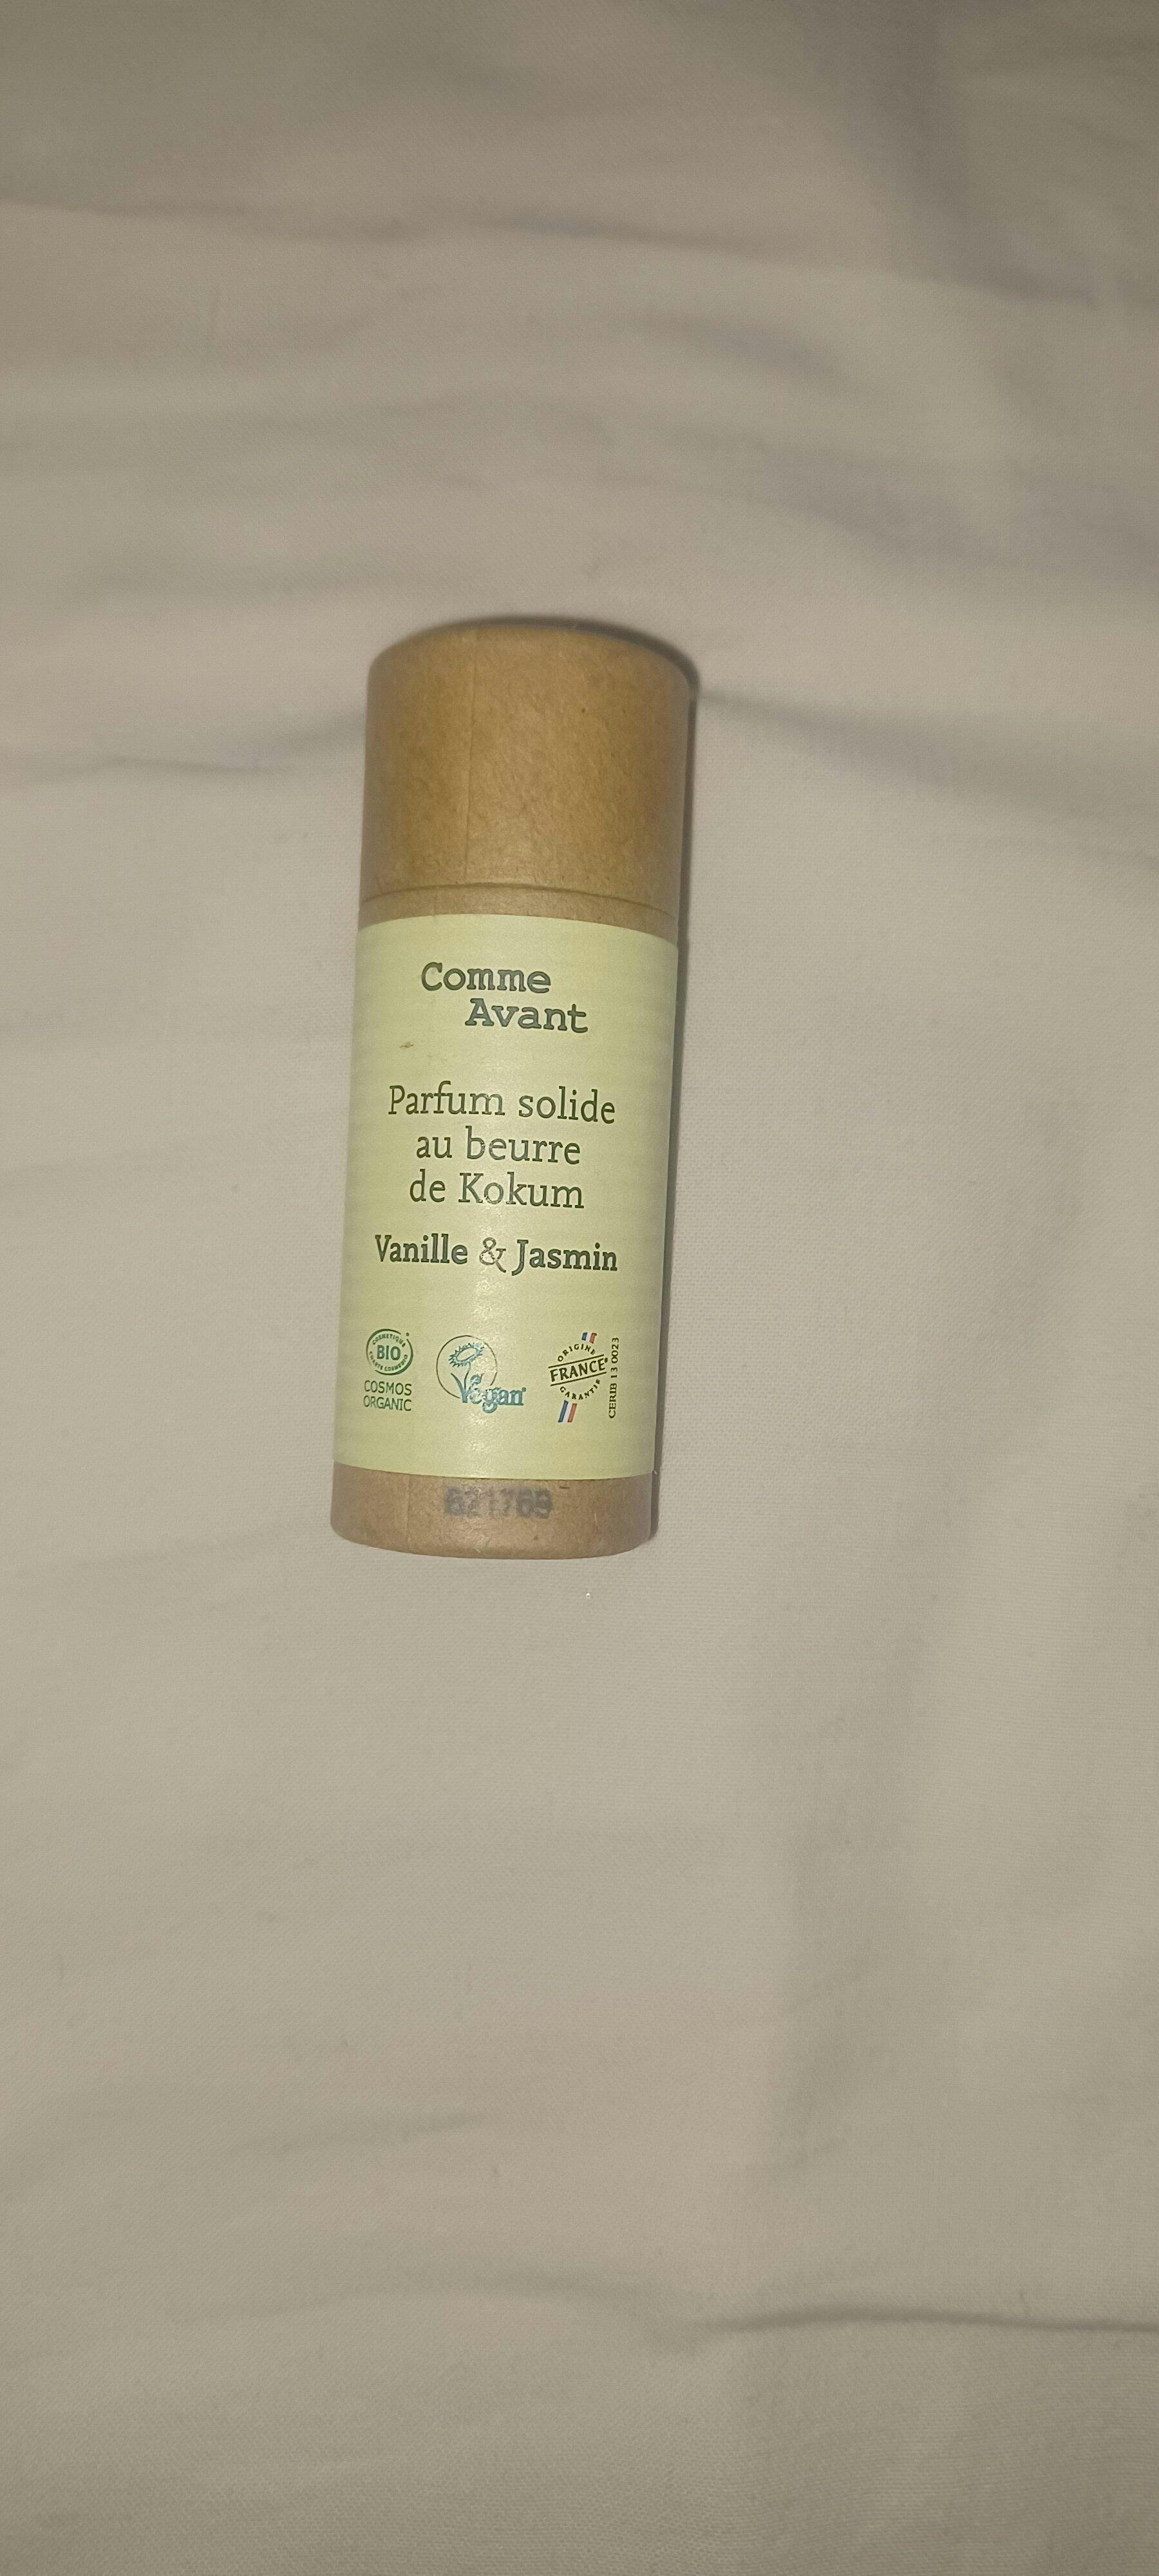 Comme
Avant
Parfum solide
au beurre
de Kokum
Vanille & Jasmin
COSMETIQUE
BIO
COSMOS
ORGANIC
Vegan
ORIGINE
FRANCE
GARANTIE
CERIB 13 0023